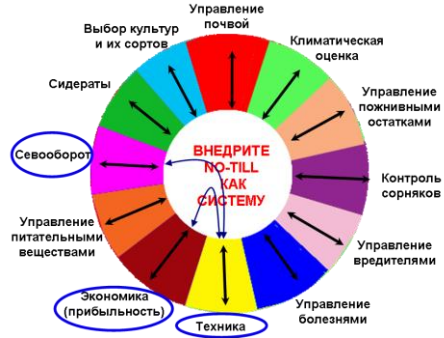 Управление
почвой
Климатическая
оценка
Управление
пожнивными
остатками
Контроль
сорняков
Управление
вредителями
Управление
болезнями
Техника
Экономика
(прибыльность)
Управление
питательными
веществами
Севооборот
Сидераты
Выбор культур
и их сортов
ВНЕДРИТЕ
NO-TILL
КАК
СИСТЕМУ